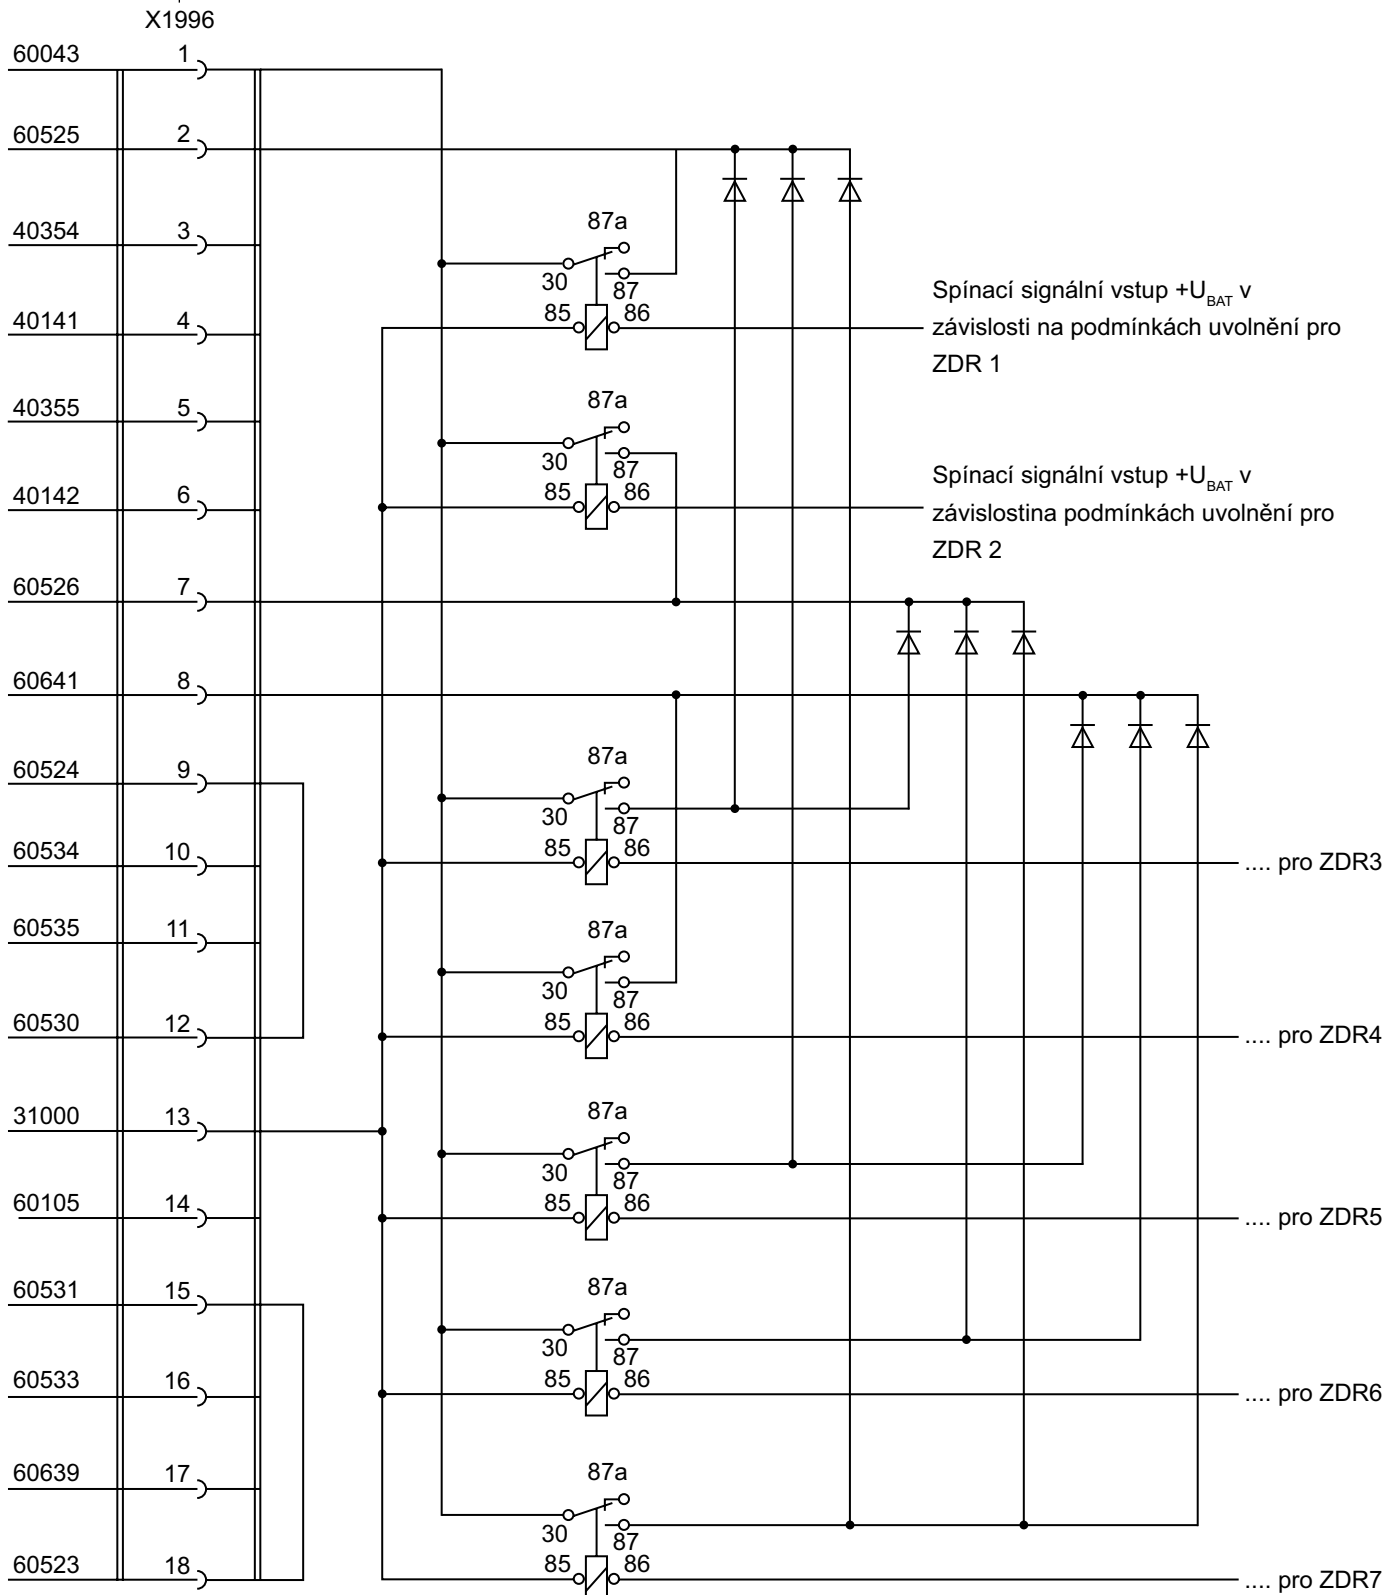 X1996
60043 1
60525 2
87a
40354 3
30 87
Spínací signální vstup +UBAT v
85 86
40141 4
závislosti na podmínkách uvolnění pro
ZDR 1
87a
40355 5
30 87
Spínací signální vstup +UBAT v
40142 6
85 86
závislostina podmínkách uvolnění pro
ZDR 2
60526 7
60641 8
87a
60524 9
30 87
60534 10
85 86
.... pro ZDR3
60535 11
87a
30 87
60530 12
85 86
.... pro ZDR4
31000 13
87a
30 87
60105 14
85 86
.... pro ZDR5
60531 15
87a
30 87
60533 16
85 86
.... pro ZDR6
60639 17
87a
30 87
60523 18
85 86
.... pro ZDR7